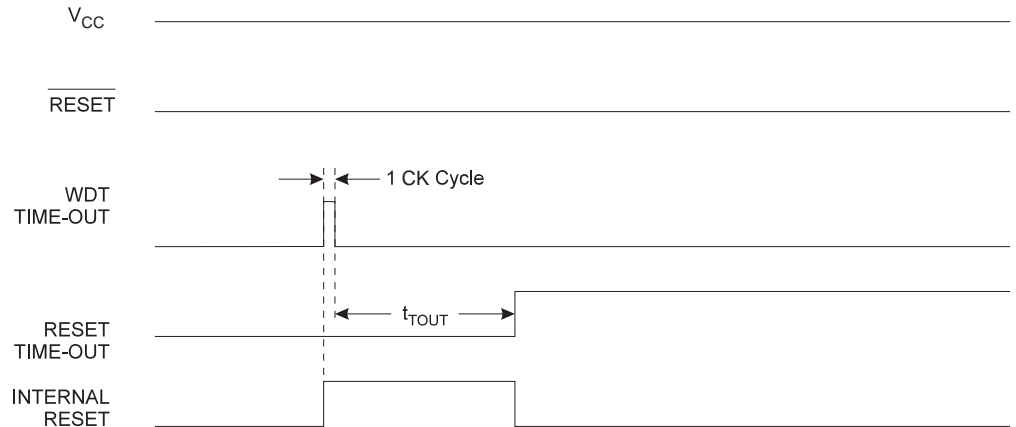 VCC
RESET
1 CK Cycle
WDT
TIME-OUT
tTOUT
RESET
TIME-OUT
INTERNAL
RESET